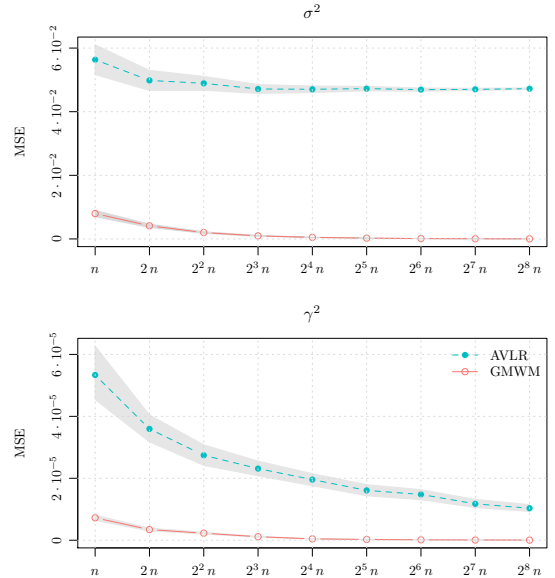 σ²
MSE
6 · 10⁻²
4 · 10⁻²
2 · 10⁻²
0
n 2 n 2² n 2³ n 2⁴ n 2⁵ n 2⁶ n 2⁷ n 2⁸ n
γ²
MSE
6 · 10⁻⁵
4 · 10⁻⁵
2 · 10⁻⁵
0
AVLR
GMWM
n 2 n 2² n 2³ n 2⁴ n 2⁵ n 2⁶ n 2⁷ n 2⁸ n